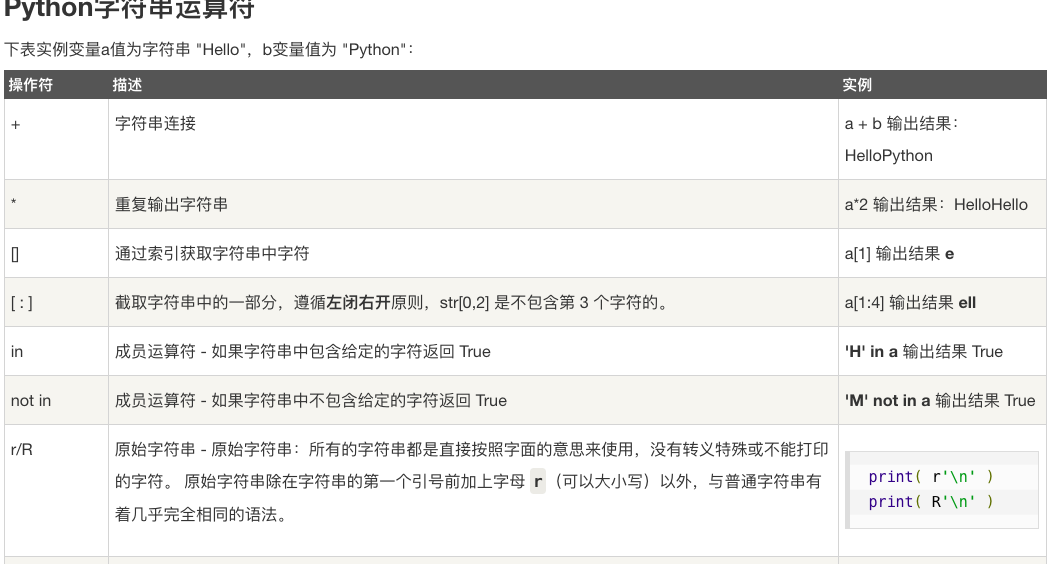 Python字符串运算符
下表实例变量a值为字符串 "Hello"，b变量值为 "Python"：
操作符 描述 实例
+ 字符串连接 a + b 输出结果：
HelloPython
* 重复输出字符串 a*2 输出结果：HelloHello
[] 通过索引获取字符串中字符 a[1] 输出结果 e
[ : ] 截取字符串中的一部分，遵循左闭右开原则，str[0,2] 是不包含第 3 个字符的。 a[1:4] 输出结果 ell
in 成员运算符 - 如果字符串中包含给定的字符返回 True 'H' in a 输出结果 True
not in 成员运算符 - 如果字符串中不包含给定的字符返回 True 'M' not in a 输出结果 True
r/R 原始字符串 - 原始字符串：所有的字符串都是直接按照字面的意思来使用，没有转义特殊或不能打印
的字符。 原始字符串除在字符串的第一个引号前加上字母 r（可以大小写）以外，与普通字符串有
着几乎完全相同的语法。
print( r'\n' )
print( R'\n' )